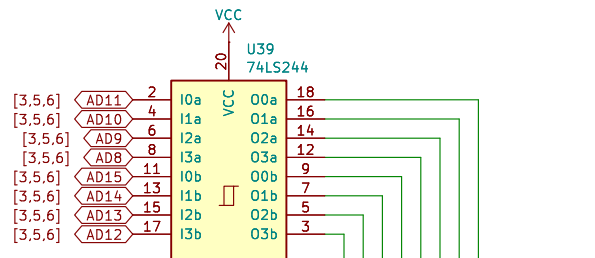 VCC
20
U39
74LS244
VCC
[3,5,6] AD11 2 I0a O0a 18
[3,5,6] AD10 4 I1a O1a 16
[3,5,6] AD9 6 I2a O2a 14
[3,5,6] AD8 8 I3a O3a 12
[3,5,6] AD15 11 I0b O0b 9
[3,5,6] AD14 13 I1b O1b 7
[3,5,6] AD13 15 I2b O2b 5
[3,5,6] AD12 17 I3b O3b 3